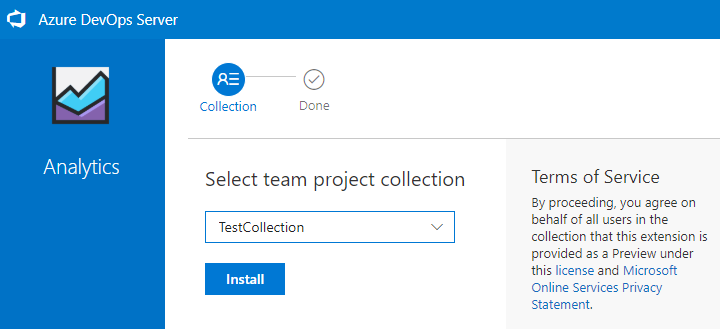 Azure DevOps Server
Analytics
Collection
Done
Select team project collection
TestCollection
Install
Terms of Service
By proceeding, you agree on
behalf of all users in the
collection that this extension is
provided as a Preview under
this license and Microsoft
Online Services Privacy
Statement.